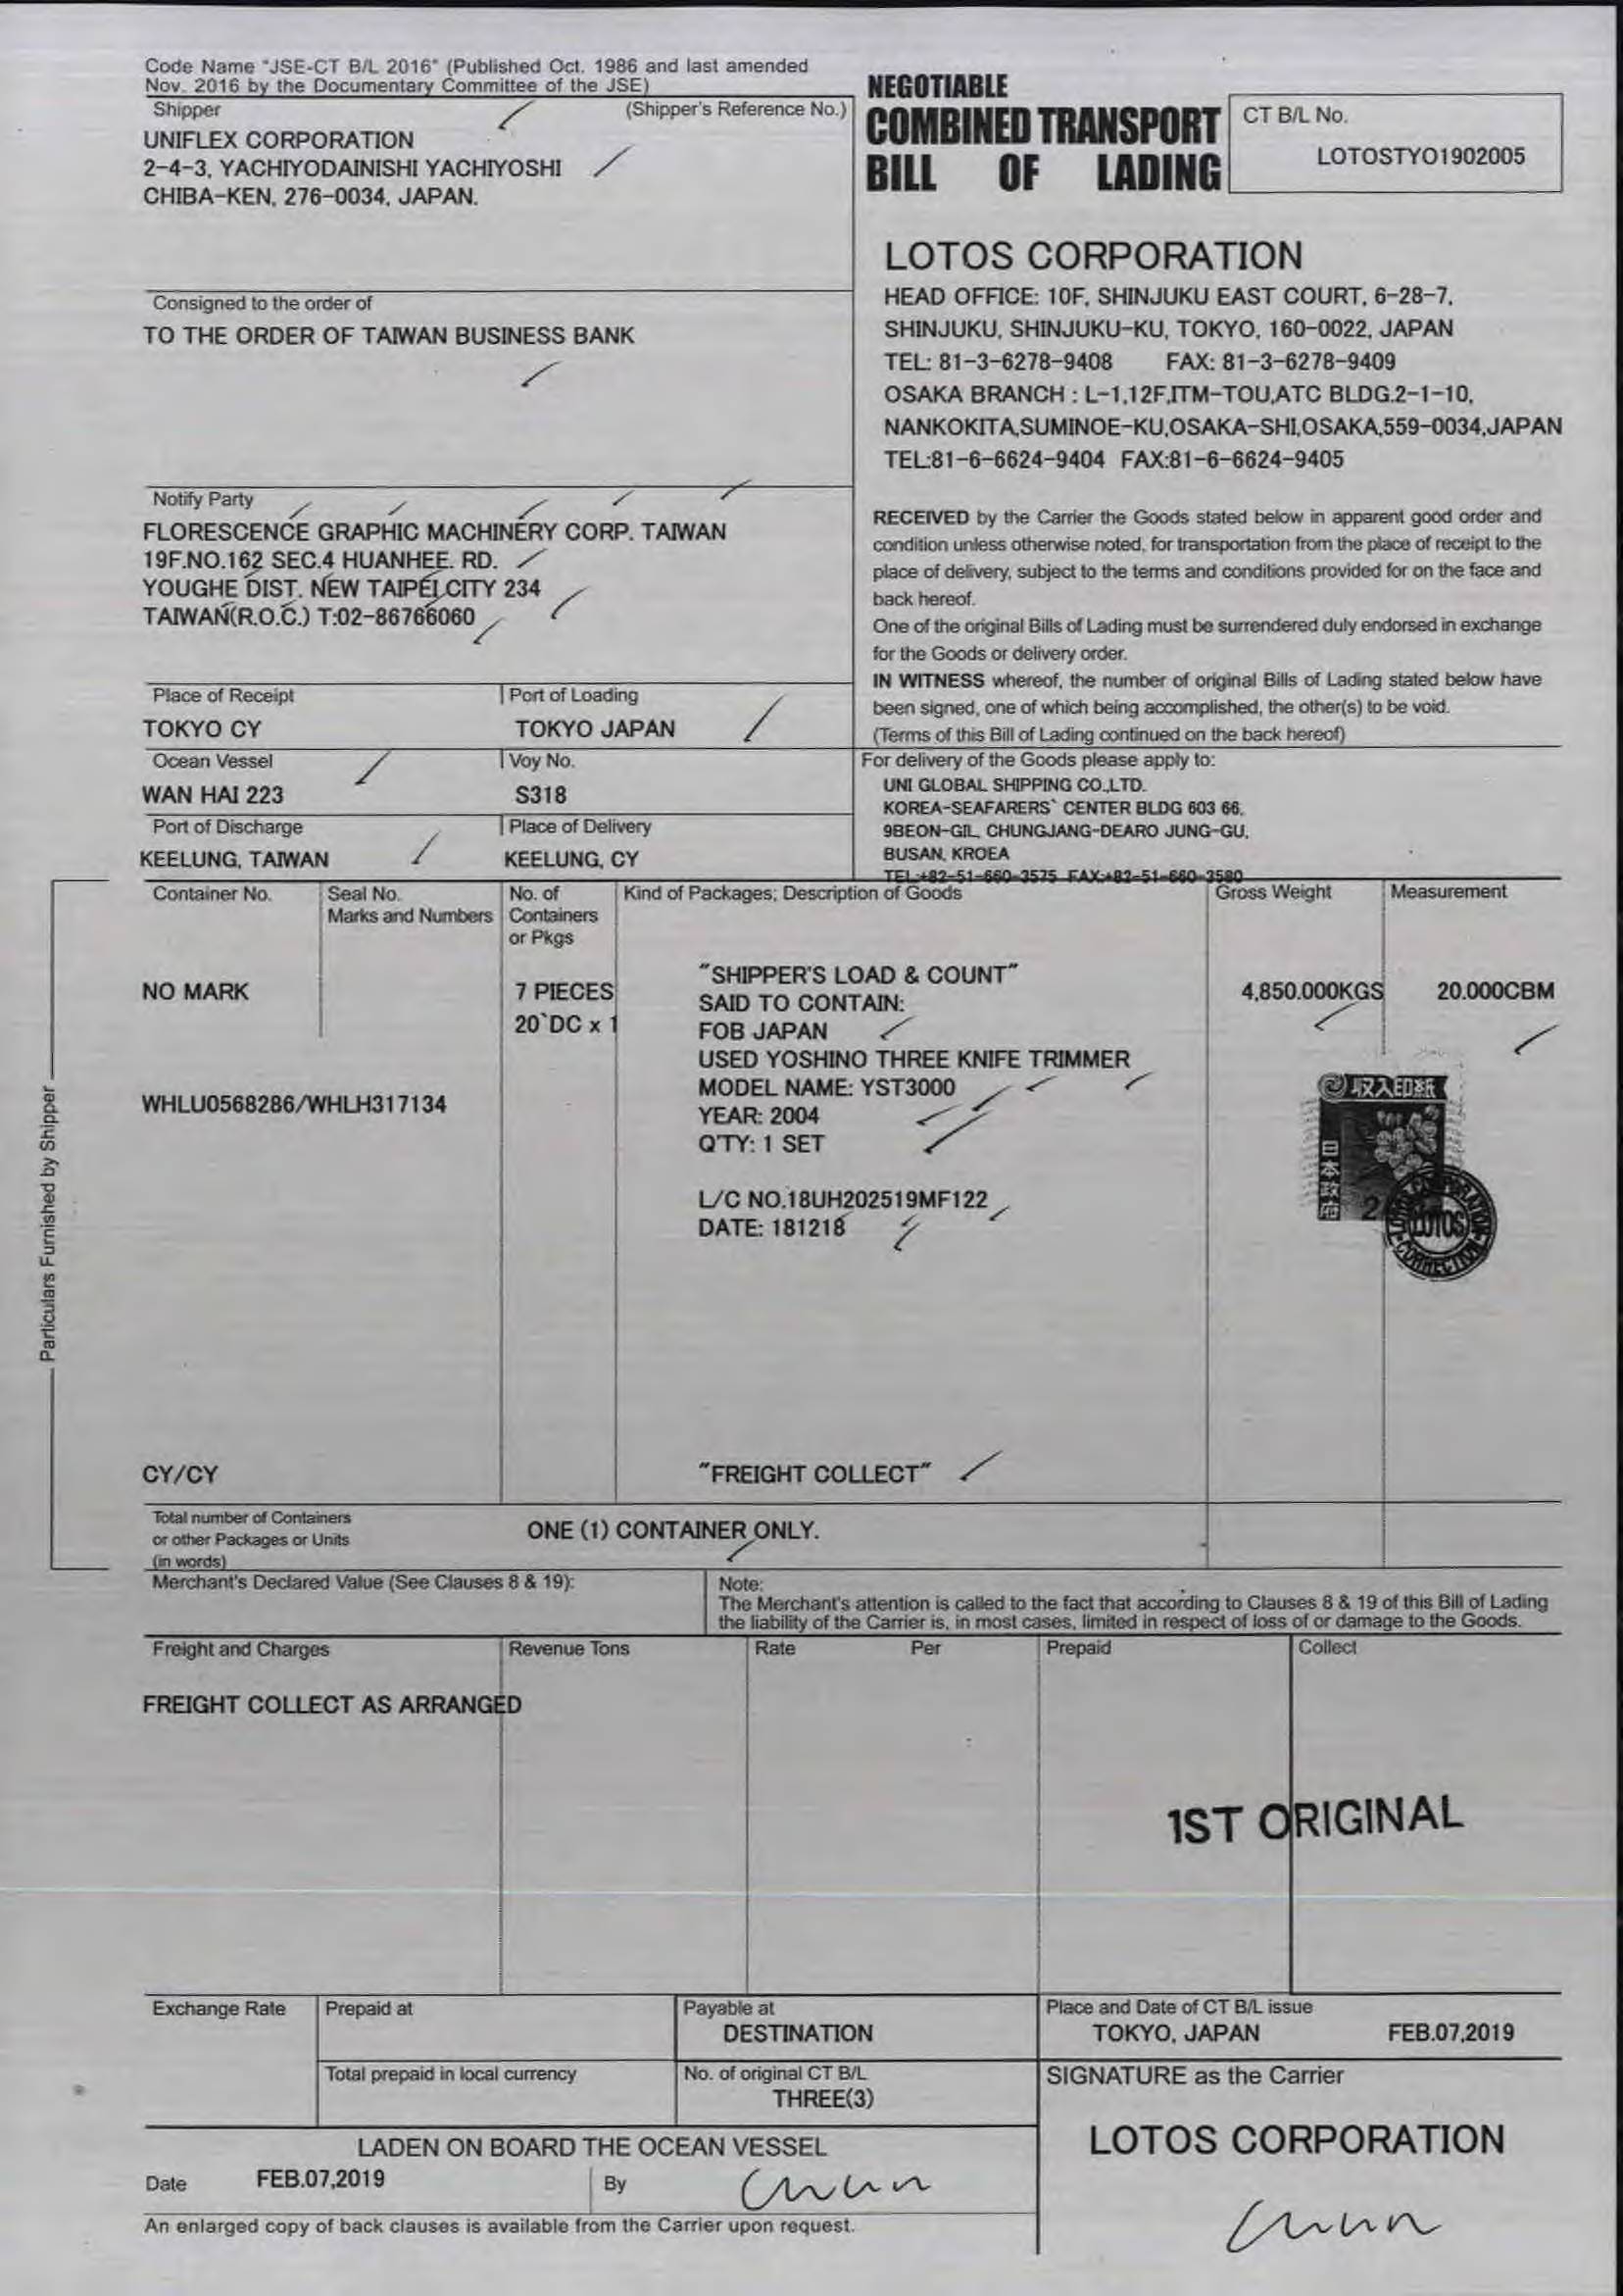 Code Name "JSE-CT B/L 2016" (Published Oct. 1986 and last amended
Nov. 2016 by the Documentary Committee of the JSE)
Shipper (Shipper's Reference No.)
UNIFLEX CORPORATION
2-4-3, YACHIYODAINISHI YACHIYOSHI
CHIBA-KEN, 276-0034, JAPAN.
NEGOTIABLE
COMBINED TRANSPORT
BILL OF LADING
CT B/L No.
LOTOSTYO1902005
LOTOS CORPORATION
HEAD OFFICE: 10F, SHINJUKU EAST COURT, 6-28-7,
SHINJUKU, SHINJUKU-KU, TOKYO, 160-0022, JAPAN
TEL: 81-3-6278-9408 FAX: 81-3-6278-9409
OSAKA BRANCH : L-1,12F,ITM-TOU,ATC BLDG.2-1-10,
NANKOKITA,SUMINOE-KU,OSAKA-SHI,OSAKA,559-0034,JAPAN
TEL:81-6-6624-9404 FAX:81-6-6624-9405
Consigned to the order of
TO THE ORDER OF TAIWAN BUSINESS BANK
Notify Party
FLORESCENCE GRAPHIC MACHINERY CORP. TAIWAN
19F.NO.162 SEC.4 HUANHEE. RD.
YOUGHE DIST. NEW TAIPEI CITY 234
TAIWAN(R.O.C.) T:02-86766060
RECEIVED by the Carrier the Goods stated below in apparent good order and
condition unless otherwise noted, for transportation from the place of receipt to the
place of delivery, subject to the terms and conditions provided for on the face and
back hereof.
One of the original Bills of Lading must be surrendered duly endorsed in exchange
for the Goods or delivery order.
IN WITNESS whereof, the number of original Bills of Lading stated below have
been signed, one of which being accomplished, the other(s) to be void.
(Terms of this Bill of Lading continued on the back hereof)
Place of Receipt Port of Loading
TOKYO CY TOKYO JAPAN
Ocean Vessel Voy No.
WAN HAI 223 S318
Port of Discharge Place of Delivery
KEELUNG, TAIWAN KEELUNG, CY
For delivery of the Goods please apply to:
UNI GLOBAL SHIPPING CO.,LTD.
KOREA-SEAFARERS` CENTER BLDG 603 66,
9BEON-GIL, CHUNGJANG-DEARO JUNG-GU,
BUSAN, KROEA
TEL:+82-51-660-3575 FAX:+82-51-660-3580
Particulars Furnished by Shipper
Container No. Seal No. No. of Kind of Packages; Description of Goods Gross Weight Measurement
Marks and Numbers Containers
or Pkgs
"SHIPPER'S LOAD & COUNT"
NO MARK 7 PIECES SAID TO CONTAIN: 4,850.000KGS 20.000CBM
20`DC x 1 FOB JAPAN
USED YOSHINO THREE KNIFE TRIMMER
MODEL NAME: YST3000
WHLU0568286/WHLH317134
YEAR: 2004
Q'TY: 1 SET
L/C NO.18UH202519MF122
DATE: 181218
収入印紙
日本政府
2
LOTOS CORPORATION
LOTOS
CORRECTION
CY/CY "FREIGHT COLLECT"
Total number of Containers
or other Packages or Units
(in words)
ONE (1) CONTAINER ONLY.
Merchant's Declared Value (See Clauses 8 & 19):
Note:
The Merchant's attention is called to the fact that according to Clauses 8 & 19 of this Bill of Lading
the liability of the Carrier is, in most cases, limited in respect of loss of or damage to the Goods.
Freight and Charges Revenue Tons Rate Per Prepaid Collect
FREIGHT COLLECT AS ARRANGED
1ST ORIGINAL
Exchange Rate Prepaid at Payable at Place and Date of CT B/L issue
DESTINATION TOKYO, JAPAN FEB.07,2019
Total prepaid in local currency No. of original CT B/L SIGNATURE as the Carrier
THREE(3)
LADEN ON BOARD THE OCEAN VESSEL
LOTOS CORPORATION
Date FEB.07,2019 By
An enlarged copy of back clauses is available from the Carrier upon request.